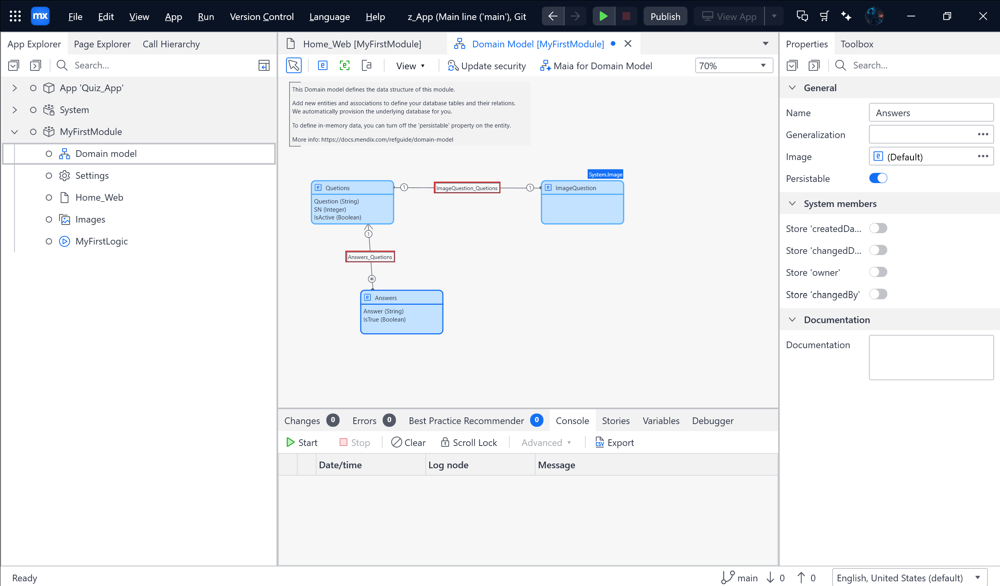 mx File Edit View App Run Version Control Language Help z_App (Main line ('main'), Git Publish View App
App Explorer Page Explorer Call Hierarchy
Search...
App 'Quiz_App'
System
MyFirstModule
Domain model
Settings
Home_Web
Images
MyFirstLogic
Home_Web [MyFirstModule] Domain Model [MyFirstModule]
e e a View Update security Maia for Domain Model 70%
This Domain model defines the data structure of this module.
Add new entities and associations to define your database tables and their relations.
We automatically provision the underlying database for you.
To define in-memory data, you can turn off the 'persistable' property on the entity.
More info: https://docs.mendix.com/refguide/domain-model
System.Image
e Quetions 1 ImageQuestion_Quetions 1 e ImageQuestion
Question (String)
SN (Integer)
IsActive (Boolean)
1
Answers_Quetions
*
e Answers
Answer (String)
IsTrue (Boolean)
Changes 0 Errors 0 Best Practice Recommender 0 Console Stories Variables Debugger
Start Stop Clear Scroll Lock Advanced CSV Export
Date/time Log node Message
Properties Toolbox
Search...
General
Name Answers
Generalization ...
Image e (Default) ...
Persistable
System members
Store 'createdDa...
Store 'changedD...
Store 'owner'
Store 'changedBy'
Documentation
Documentation
Ready main 0 0 English, United States (default)